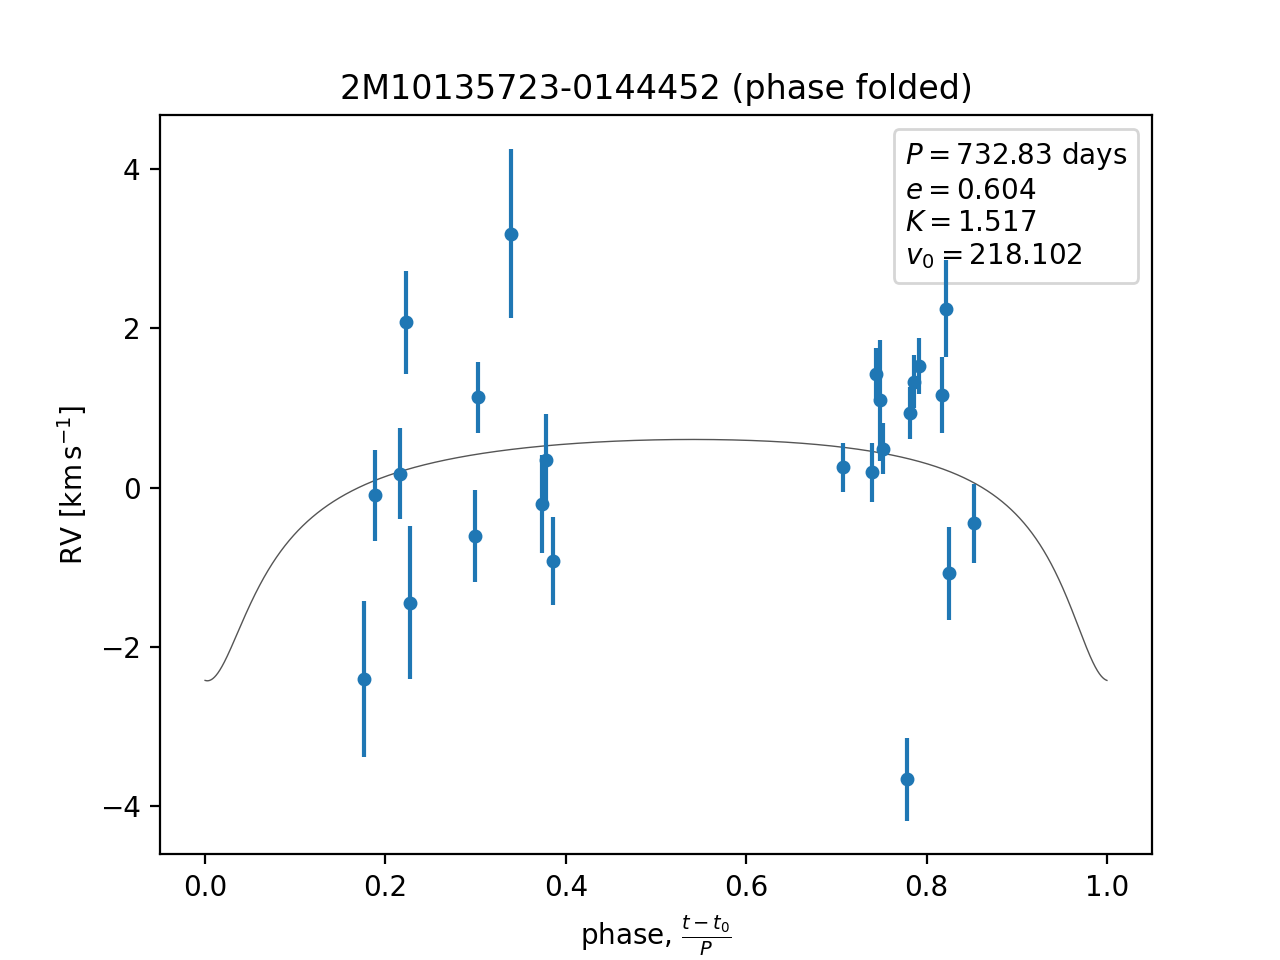 2M10135723-0144452 (phase folded)
P = 732.83 days
e = 0.604
K = 1.517
v₀ = 218.102
RV [km s⁻¹]
4
2
0
−2
−4
0.0 0.2 0.4 0.6 0.8 1.0
phase, (t − t₀)/P